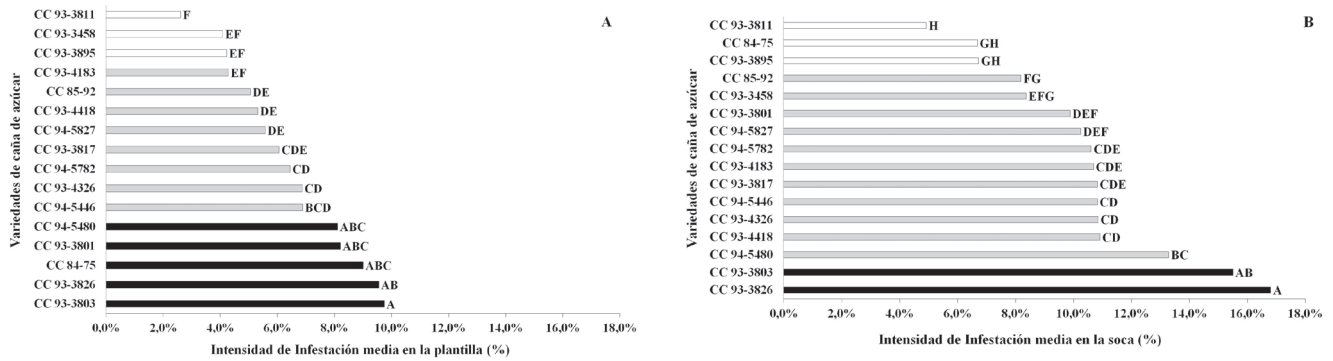 A
Variedades de caña de azúcar
CC 93-3811 F
CC 93-3458 EF
CC 93-3895 EF
CC 93-4183 EF
CC 85-92 DE
CC 93-4418 DE
CC 94-5827 DE
CC 93-3817 CDE
CC 94-5782 CD
CC 93-4326 CD
CC 94-5446 BCD
CC 94-5480 ABC
CC 93-3801 ABC
CC 84-75 ABC
CC 93-3826 AB
CC 93-3803 A
0,0% 2,0% 4,0% 6,0% 8,0% 10,0% 12,0% 14,0% 16,0% 18,0%
Intensidad de Infestación media en la plantilla (%)
B
Variedades de caña de azúcar
CC 93-3811 H
CC 84-75 GH
CC 93-3895 GH
CC 85-92 FG
CC 93-3458 EFG
CC 93-3801 DEF
CC 94-5827 DEF
CC 94-5782 CDE
CC 93-4183 CDE
CC 93-3817 CDE
CC 94-5446 CD
CC 93-4326 CD
CC 93-4418 CD
CC 94-5480 BC
CC 93-3803 AB
CC 93-3826 A
0,0% 2,0% 4,0% 6,0% 8,0% 10,0% 12,0% 14,0% 16,0% 18,0%
Intensidad de Infestación media en la soca (%)